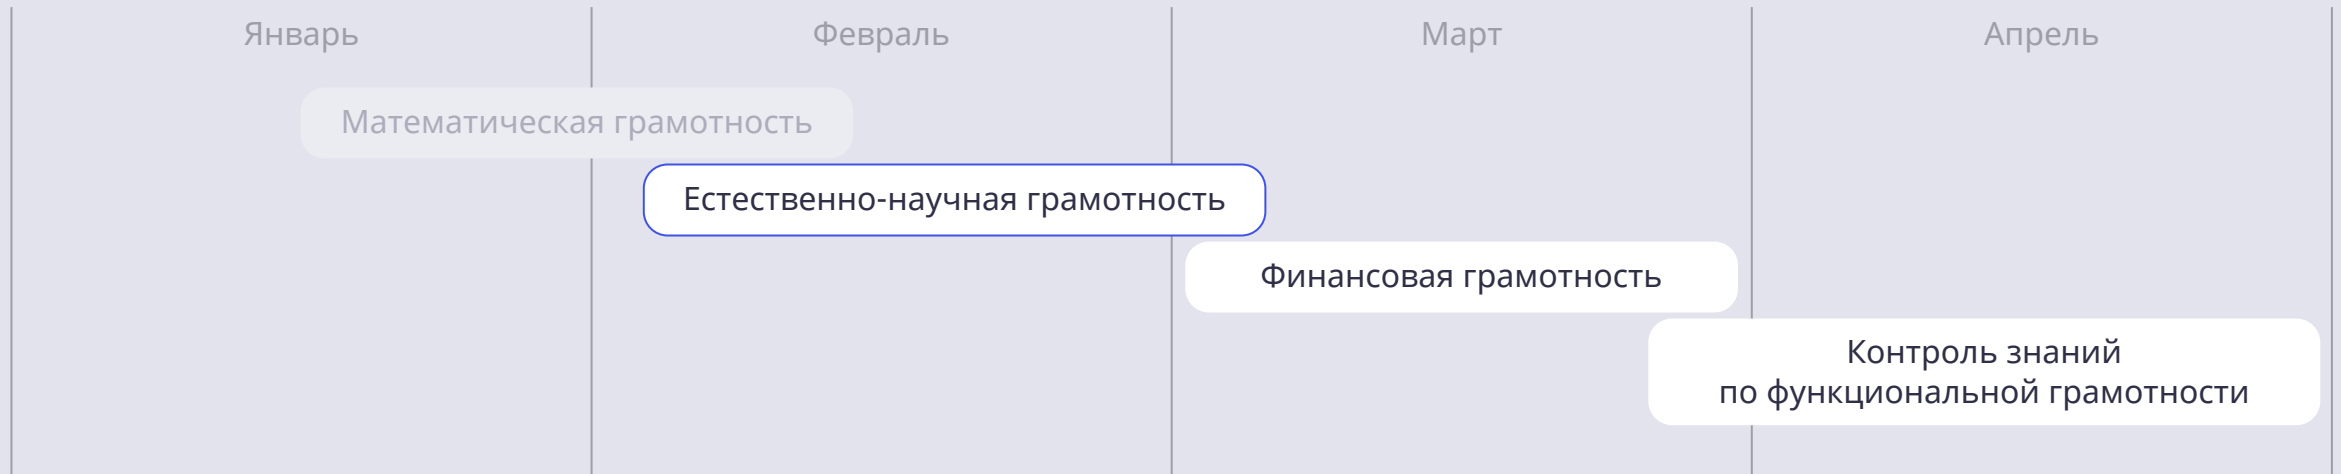 Январь
Февраль
Март
Апрель
Математическая грамотность
Естественно-научная грамотность
Финансовая грамотность
Контроль знаний
по функциональной грамотности